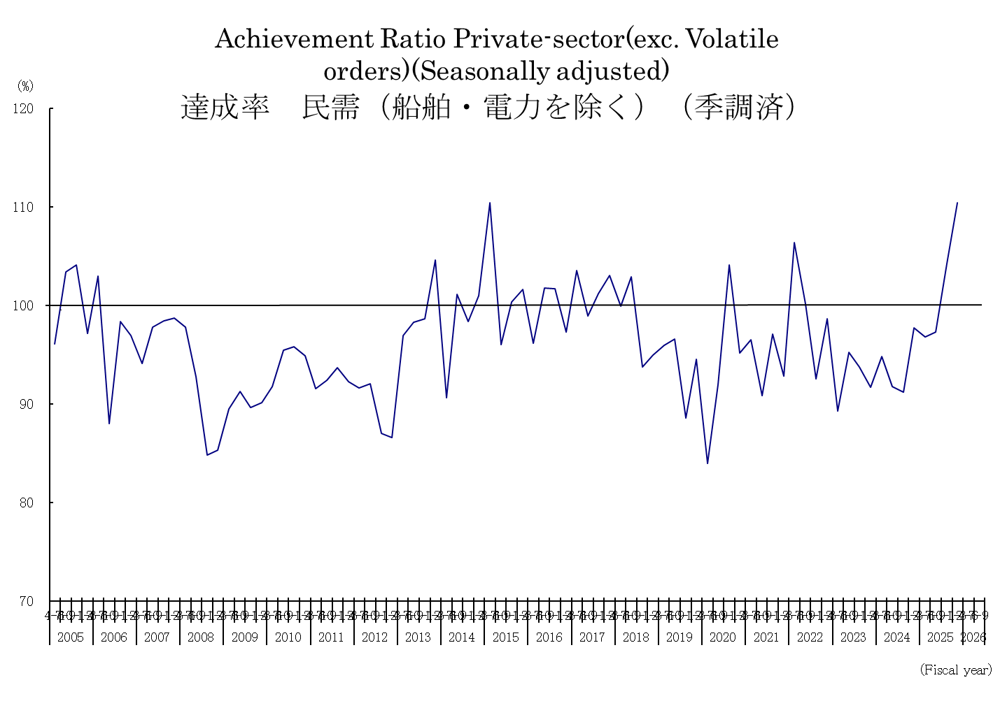 Achievement Ratio Private-sector(exc. Volatile
orders)(Seasonally adjusted)
達成率　民需（船舶・電力を除く）（季調済）
(%)
120
110
100
90
80
70
2005 2006 2007 2008 2009 2010 2011 2012 2013 2014 2015 2016 2017 2018 2019 2020 2021 2022 2023 2024 2025 2026
(Fiscal year)